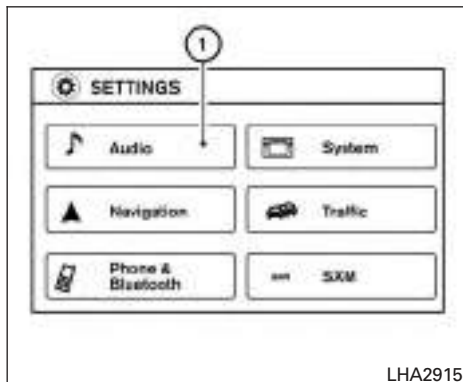 1
SETTINGS
Audio
System
Navigation
Traffic
Phone &
Bluetooth
SXM
LHA2915